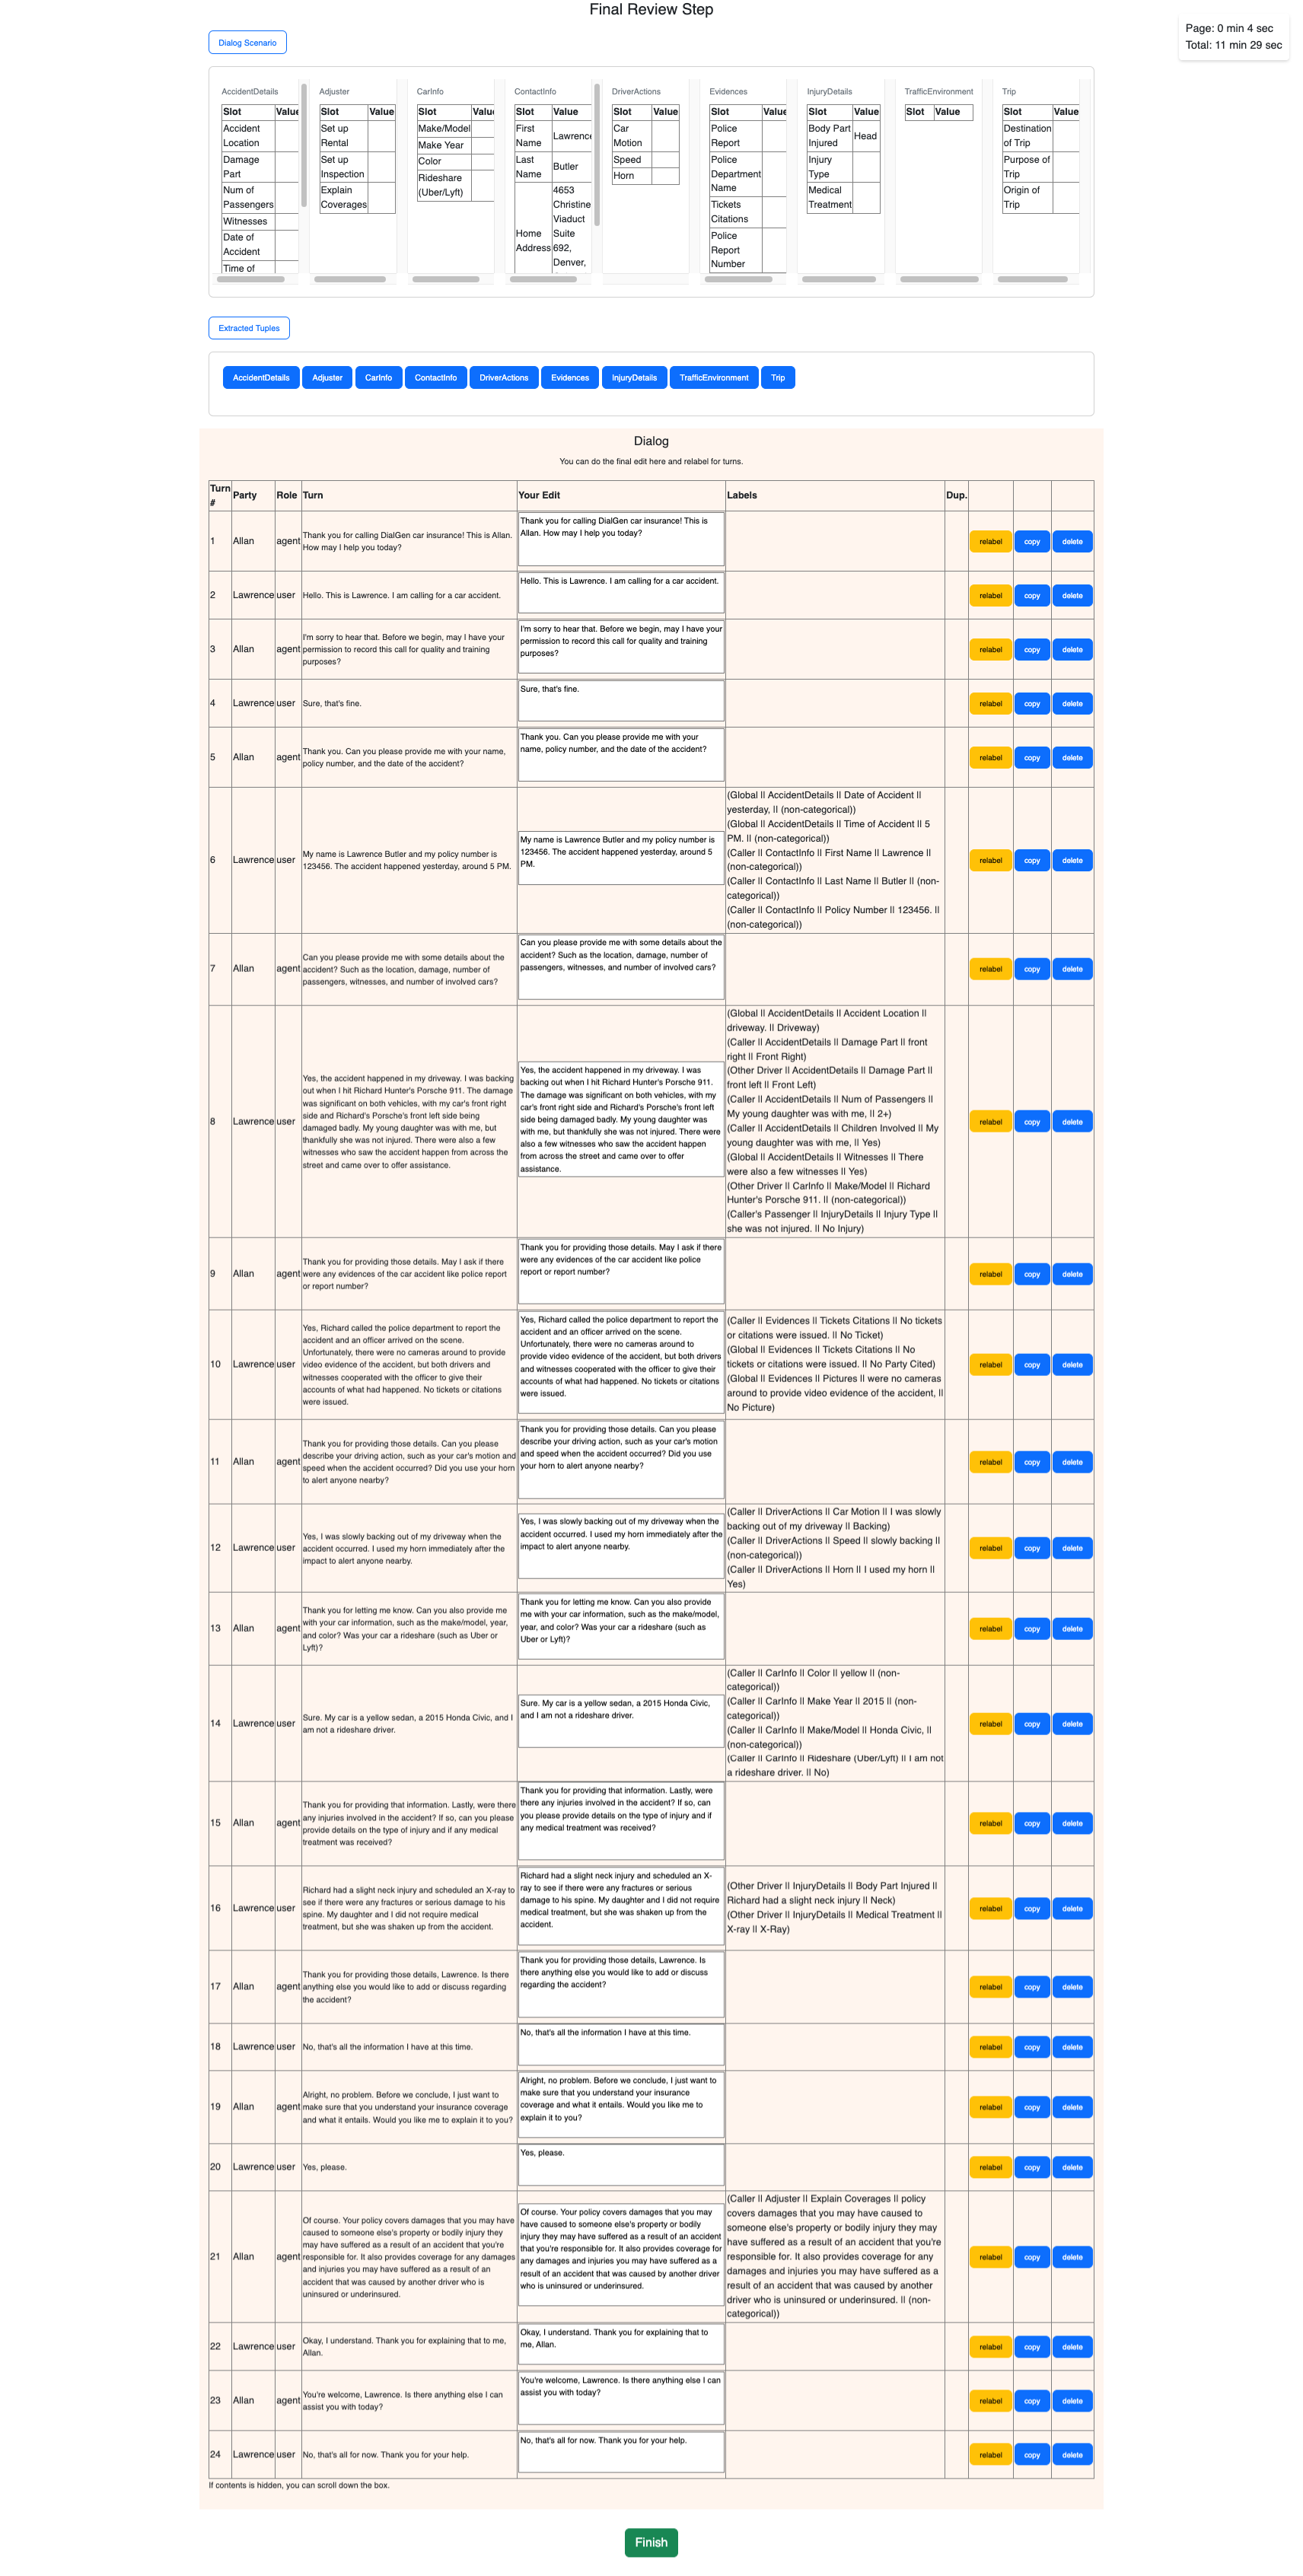 Final Review Step
Page: 0 min 4 sec
Total: 11 min 29 sec
Dialog Scenario
AccidentDetails
Slot Value
Accident
Location
Damage
Part
Num of
Passengers
Witnesses
Date of
Accident
Time of
Adjuster
Slot Value
Set up
Rental
Set up
Inspection
Explain
Coverages
CarInfo
Slot Value
Make/Model
Make Year
Color
Rideshare
(Uber/Lyft)
ContactInfo
Slot Value
First
Name Lawrence
Last
Name Butler
Home
Address
4653
Christine
Viaduct
Suite
692,
Denver,
DriverActions
Slot Value
Car
Motion
Speed
Horn
Evidences
Slot Value
Police
Report
Police
Department
Name
Tickets
Citations
Police
Report
Number
InjuryDetails
Slot Value
Body Part
Injured Head
Injury
Type
Medical
Treatment
TrafficEnvironment
Slot Value
Trip
Slot Value
Destination
of Trip
Purpose of
Trip
Origin of
Trip
Extracted Tuples
AccidentDetails Adjuster CarInfo ContactInfo DriverActions Evidences InjuryDetails TrafficEnvironment Trip
Dialog
You can do the final edit here and relabel for turns.
Turn # Party Role Turn Your Edit Labels Dup.
1 Allan agent
Thank you for calling DialGen car insurance! This is Allan.
How may I help you today?
Thank you for calling DialGen car insurance! This is
Allan. How may I help you today?
relabel copy delete
2 Lawrence user
Hello. This is Lawrence. I am calling for a car accident.
Hello. This is Lawrence. I am calling for a car accident.
relabel copy delete
3 Allan agent
I'm sorry to hear that. Before we begin, may I have your
permission to record this call for quality and training
purposes?
I'm sorry to hear that. Before we begin, may I have your
permission to record this call for quality and training
purposes?
relabel copy delete
4 Lawrence user
Sure, that's fine.
Sure, that's fine.
relabel copy delete
5 Allan agent
Thank you. Can you please provide me with your name,
policy number, and the date of the accident?
Thank you. Can you please provide me with your
name, policy number, and the date of the accident?
relabel copy delete
6 Lawrence user
My name is Lawrence Butler and my policy number is
123456. The accident happened yesterday, around 5 PM.
My name is Lawrence Butler and my policy number is
123456. The accident happened yesterday, around 5
PM.
(Global || AccidentDetails || Date of Accident ||
yesterday, || (non-categorical))
(Global || AccidentDetails || Time of Accident || 5
PM. || (non-categorical))
(Caller || ContactInfo || First Name || Lawrence ||
(non-categorical))
(Caller || ContactInfo || Last Name || Butler || (non-
categorical))
(Caller || ContactInfo || Policy Number || 123456. ||
(non-categorical))
relabel copy delete
7 Allan agent
Can you please provide me with some details about the
accident? Such as the location, damage, number of
passengers, witnesses, and number of involved cars?
Can you please provide me with some details about the
accident? Such as the location, damage, number of
passengers, witnesses, and number of involved cars?
relabel copy delete
8 Lawrence user
Yes, the accident happened in my driveway. I was backing
out when I hit Richard Hunter's Porsche 911. The damage
was significant on both vehicles, with my car's front right
side and Richard's Porsche's front left side being
damaged badly. My young daughter was with me, but
thankfully she was not injured. There were also a few
witnesses who saw the accident happen from across the
street and came over to offer assistance.
Yes, the accident happened in my driveway. I was
backing out when I hit Richard Hunter's Porsche 911.
The damage was significant on both vehicles, with my
car's front right side and Richard's Porsche's front left
side being damaged badly. My young daughter was
with me, but thankfully she was not injured. There were
also a few witnesses who saw the accident happen
from across the street and came over to offer
assistance.
(Global || AccidentDetails || Accident Location ||
driveway. || Driveway)
(Caller || AccidentDetails || Damage Part || front
right || Front Right)
(Other Driver || AccidentDetails || Damage Part ||
front left || Front Left)
(Caller || AccidentDetails || Num of Passengers ||
My young daughter was with me, || 2+)
(Caller || AccidentDetails || Children Involved || My
young daughter was with me, || Yes)
(Global || AccidentDetails || Witnesses || There
were also a few witnesses || Yes)
(Other Driver || CarInfo || Make/Model || Richard
Hunter's Porsche 911. || (non-categorical))
(Caller's Passenger || InjuryDetails || Injury Type ||
she was not injured. || No Injury)
relabel copy delete
9 Allan agent
Thank you for providing those details. May I ask if there
were any evidences of the car accident like police report
or report number?
Thank you for providing those details. May I ask if there
were any evidences of the car accident like police
report or report number?
relabel copy delete
10 Lawrence user
Yes, Richard called the police department to report the
accident and an officer arrived on the scene.
Unfortunately, there were no cameras around to provide
video evidence of the accident, but both drivers and
witnesses cooperated with the officer to give their
accounts of what had happened. No tickets or citations
were issued.
Yes, Richard called the police department to report the
accident and an officer arrived on the scene.
Unfortunately, there were no cameras around to
provide video evidence of the accident, but both drivers
and witnesses cooperated with the officer to give their
accounts of what had happened. No tickets or citations
were issued.
(Caller || Evidences || Tickets Citations || No tickets
or citations were issued. || No Ticket)
(Global || Evidences || Tickets Citations || No
tickets or citations were issued. || No Party Cited)
(Global || Evidences || Pictures || were no cameras
around to provide video evidence of the accident, ||
No Picture)
relabel copy delete
11 Allan agent
Thank you for providing those details. Can you please
describe your driving action, such as your car's motion and
speed when the accident occurred? Did you use your horn
to alert anyone nearby?
Thank you for providing those details. Can you please
describe your driving action, such as your car's motion
and speed when the accident occurred? Did you use
your horn to alert anyone nearby?
relabel copy delete
12 Lawrence user
Yes, I was slowly backing out of my driveway when the
accident occurred. I used my horn immediately after the
impact to alert anyone nearby.
Yes, I was slowly backing out of my driveway when the
accident occurred. I used my horn immediately after the
impact to alert anyone nearby.
(Caller || DriverActions || Car Motion || I was slowly
backing out of my driveway || Backing)
(Caller || DriverActions || Speed || slowly backing ||
(non-categorical))
(Caller || DriverActions || Horn || I used my horn ||
Yes)
relabel copy delete
13 Allan agent
Thank you for letting me know. Can you also provide me
with your car information, such as the make/model, year,
and color? Was your car a rideshare (such as Uber or
Lyft)?
Thank you for letting me know. Can you also provide
me with your car information, such as the make/model,
year, and color? Was your car a rideshare (such as
Uber or Lyft)?
relabel copy delete
14 Lawrence user
Sure. My car is a yellow sedan, a 2015 Honda Civic, and I
am not a rideshare driver.
Sure. My car is a yellow sedan, a 2015 Honda Civic,
and I am not a rideshare driver.
(Caller || CarInfo || Color || yellow || (non-
categorical))
(Caller || CarInfo || Make Year || 2015 || (non-
categorical))
(Caller || CarInfo || Make/Model || Honda Civic, ||
(non-categorical))
(Caller || CarInfo || Rideshare (Uber/Lyft) || I am not
a rideshare driver. || No)
relabel copy delete
15 Allan agent
Thank you for providing that information. Lastly, were there
any injuries involved in the accident? If so, can you please
provide details on the type of injury and if any medical
treatment was received?
Thank you for providing that information. Lastly, were
there any injuries involved in the accident? If so, can
you please provide details on the type of injury and if
any medical treatment was received?
relabel copy delete
16 Lawrence user
Richard had a slight neck injury and scheduled an X-ray to
see if there were any fractures or serious damage to his
spine. My daughter and I did not require medical
treatment, but she was shaken up from the accident.
Richard had a slight neck injury and scheduled an X-
ray to see if there were any fractures or serious
damage to his spine. My daughter and I did not require
medical treatment, but she was shaken up from the
accident.
(Other Driver || InjuryDetails || Body Part Injured ||
Richard had a slight neck injury || Neck)
(Other Driver || InjuryDetails || Medical Treatment ||
X-ray || X-Ray)
relabel copy delete
17 Allan agent
Thank you for providing those details, Lawrence. Is there
anything else you would like to add or discuss regarding
the accident?
Thank you for providing those details, Lawrence. Is
there anything else you would like to add or discuss
regarding the accident?
relabel copy delete
18 Lawrence user
No, that's all the information I have at this time.
No, that's all the information I have at this time.
relabel copy delete
19 Allan agent
Alright, no problem. Before we conclude, I just want to
make sure that you understand your insurance coverage
and what it entails. Would you like me to explain it to you?
Alright, no problem. Before we conclude, I just want to
make sure that you understand your insurance
coverage and what it entails. Would you like me to
explain it to you?
relabel copy delete
20 Lawrence user
Yes, please.
Yes, please.
relabel copy delete
21 Allan agent
Of course. Your policy covers damages that you may have
caused to someone else's property or bodily injury they
may have suffered as a result of an accident that you're
responsible for. It also provides coverage for any damages
and injuries you may have suffered as a result of an
accident that was caused by another driver who is
uninsured or underinsured.
Of course. Your policy covers damages that you may
have caused to someone else's property or bodily
injury they may have suffered as a result of an accident
that you're responsible for. It also provides coverage for
any damages and injuries you may have suffered as a
result of an accident that was caused by another driver
who is uninsured or underinsured.
(Caller || Adjuster || Explain Coverages || policy
covers damages that you may have caused to
someone else's property or bodily injury they may
have suffered as a result of an accident that you're
responsible for. It also provides coverage for any
damages and injuries you may have suffered as a
result of an accident that was caused by another
driver who is uninsured or underinsured. || (non-
categorical))
relabel copy delete
22 Lawrence user
Okay, I understand. Thank you for explaining that to me,
Allan.
Okay, I understand. Thank you for explaining that to
me, Allan.
relabel copy delete
23 Allan agent
You're welcome, Lawrence. Is there anything else I can
assist you with today?
You're welcome, Lawrence. Is there anything else I can
assist you with today?
relabel copy delete
24 Lawrence user
No, that's all for now. Thank you for your help.
No, that's all for now. Thank you for your help.
relabel copy delete
If contents is hidden, you can scroll down the box.
Finish